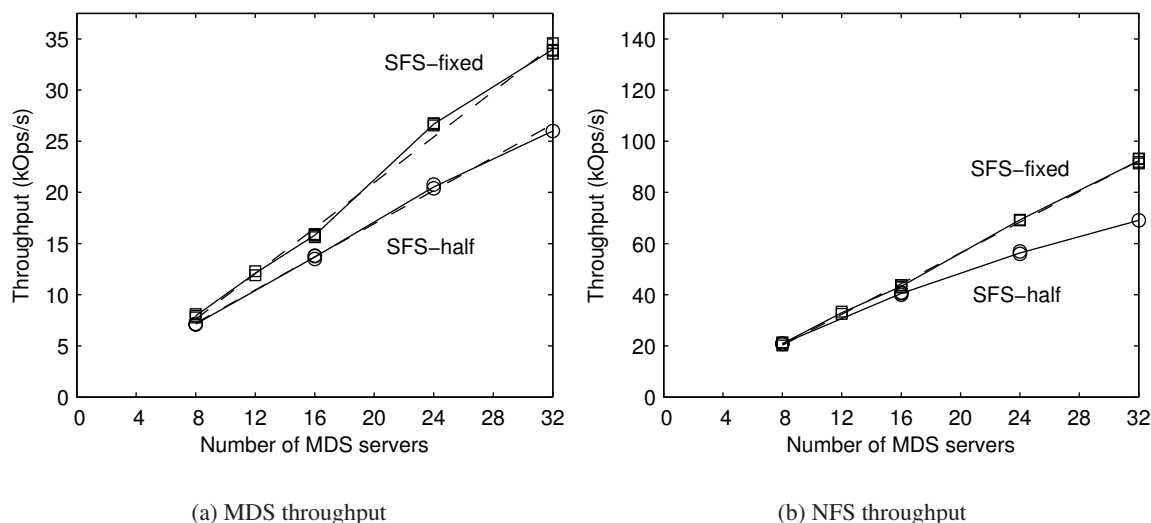 35
30
25
20
15
10
5
0
Throughput (kOps/s)
SFS−fixed
SFS−half
0 4 8 12 16 20 24 28 32
Number of MDS servers
(a) MDS throughput
140
120
100
80
60
40
20
0
Throughput (kOps/s)
SFS−fixed
SFS−half
0 4 8 12 16 20 24 28 32
Number of MDS servers
(b) NFS throughput